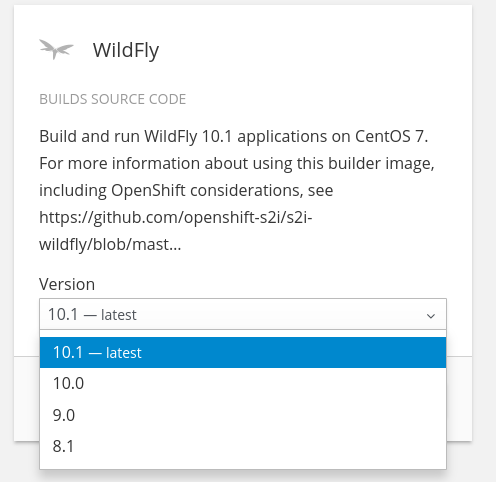 WildFly
BUILDS SOURCE CODE
Build and run WildFly 10.1 applications on CentOS 7.
For more information about using this builder image,
including OpenShift considerations, see
https://github.com/openshift-s2i/s2i-
wildfly/blob/mast...
Version
10.1 — latest
10.1 — latest
10.0
9.0
8.1